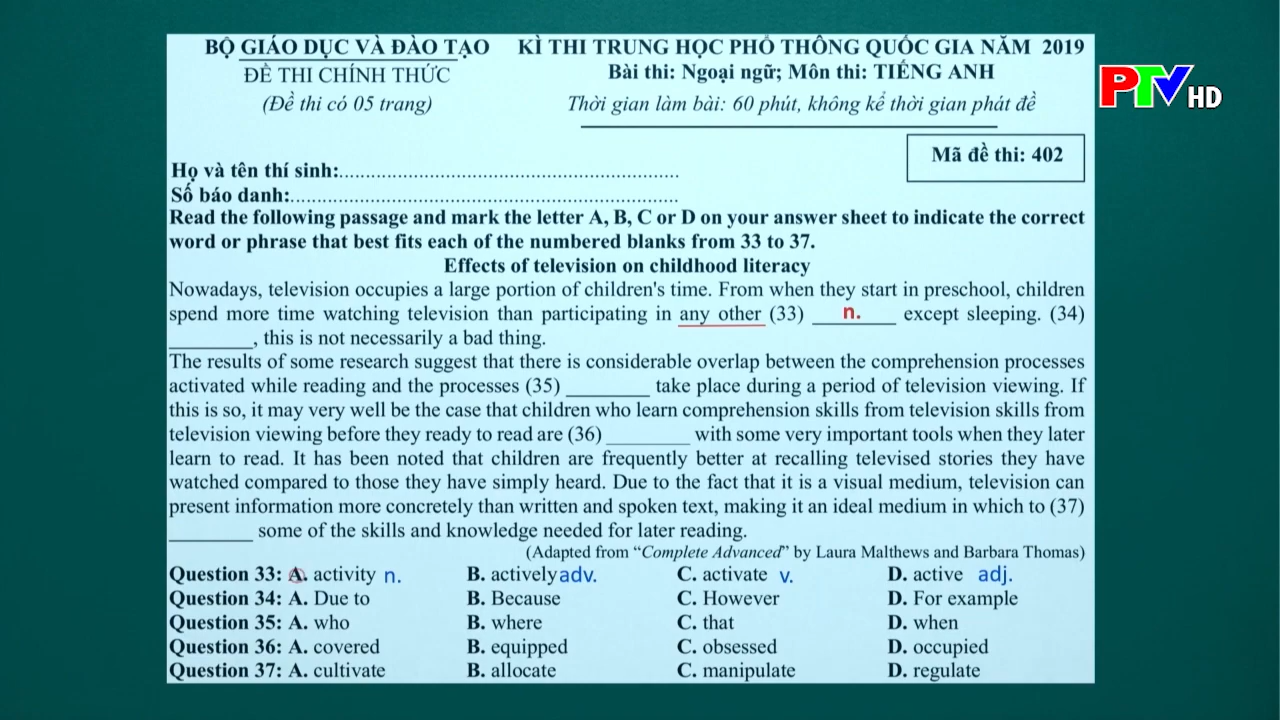 BỘ GIÁO DỤC VÀ ĐÀO TẠO KÌ THI TRUNG HỌC PHỔ THÔNG QUỐC GIA NĂM 2019
ĐỀ THI CHÍNH THỨC Bài thi: Ngoại ngữ; Môn thi: TIẾNG ANH
(Đề thi có 05 trang) Thời gian làm bài: 60 phút, không kể thời gian phát đề
PTV HD
Mã đề thi: 402
Họ và tên thí sinh:................................................................
Số báo danh:.........................................................................
Read the following passage and mark the letter A, B, C or D on your answer sheet to indicate the correct
word or phrase that best fits each of the numbered blanks from 33 to 37.
Effects of television on childhood literacy
Nowadays, television occupies a large portion of children's time. From when they start in preschool, children
spend more time watching television than participating in any other (33) ____n.____ except sleeping. (34)
________, this is not necessarily a bad thing.
The results of some research suggest that there is considerable overlap between the comprehension processes
activated while reading and the processes (35) ________ take place during a period of television viewing. If
this is so, it may very well be the case that children who learn comprehension skills from television skills from
television viewing before they ready to read are (36) ________ with some very important tools when they later
learn to read. It has been noted that children are frequently better at recalling televised stories they have
watched compared to those they have simply heard. Due to the fact that it is a visual medium, television can
present information more concretely than written and spoken text, making it an ideal medium in which to (37)
________ some of the skills and knowledge needed for later reading.
(Adapted from “Complete Advanced” by Laura Malthews and Barbara Thomas)
Question 33: A. activity n. B. actively adv. C. activate v. D. active adj.
Question 34: A. Due to B. Because C. However D. For example
Question 35: A. who B. where C. that D. when
Question 36: A. covered B. equipped C. obsessed D. occupied
Question 37: A. cultivate B. allocate C. manipulate D. regulate